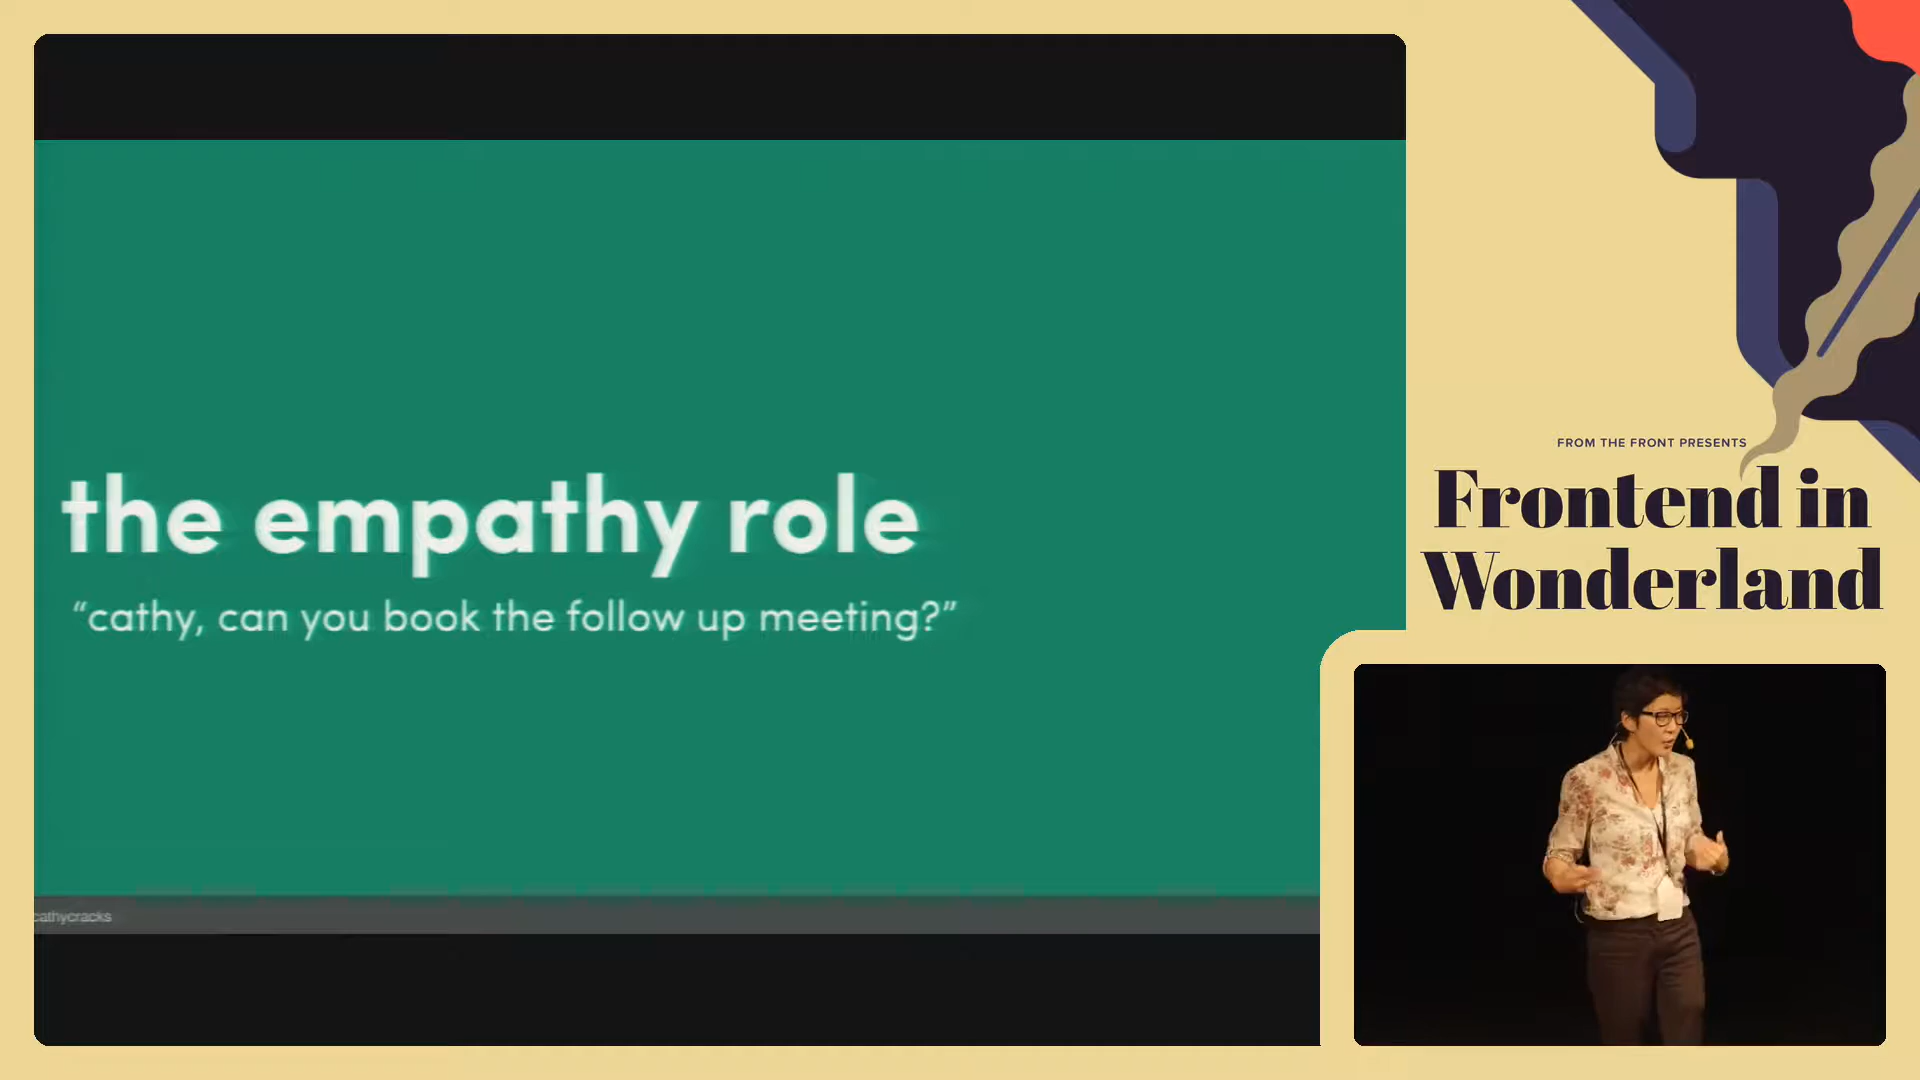 the empathy role
“cathy, can you book the follow up meeting?”
cathycracks
FROM THE FRONT PRESENTS
Frontend in
Wonderland